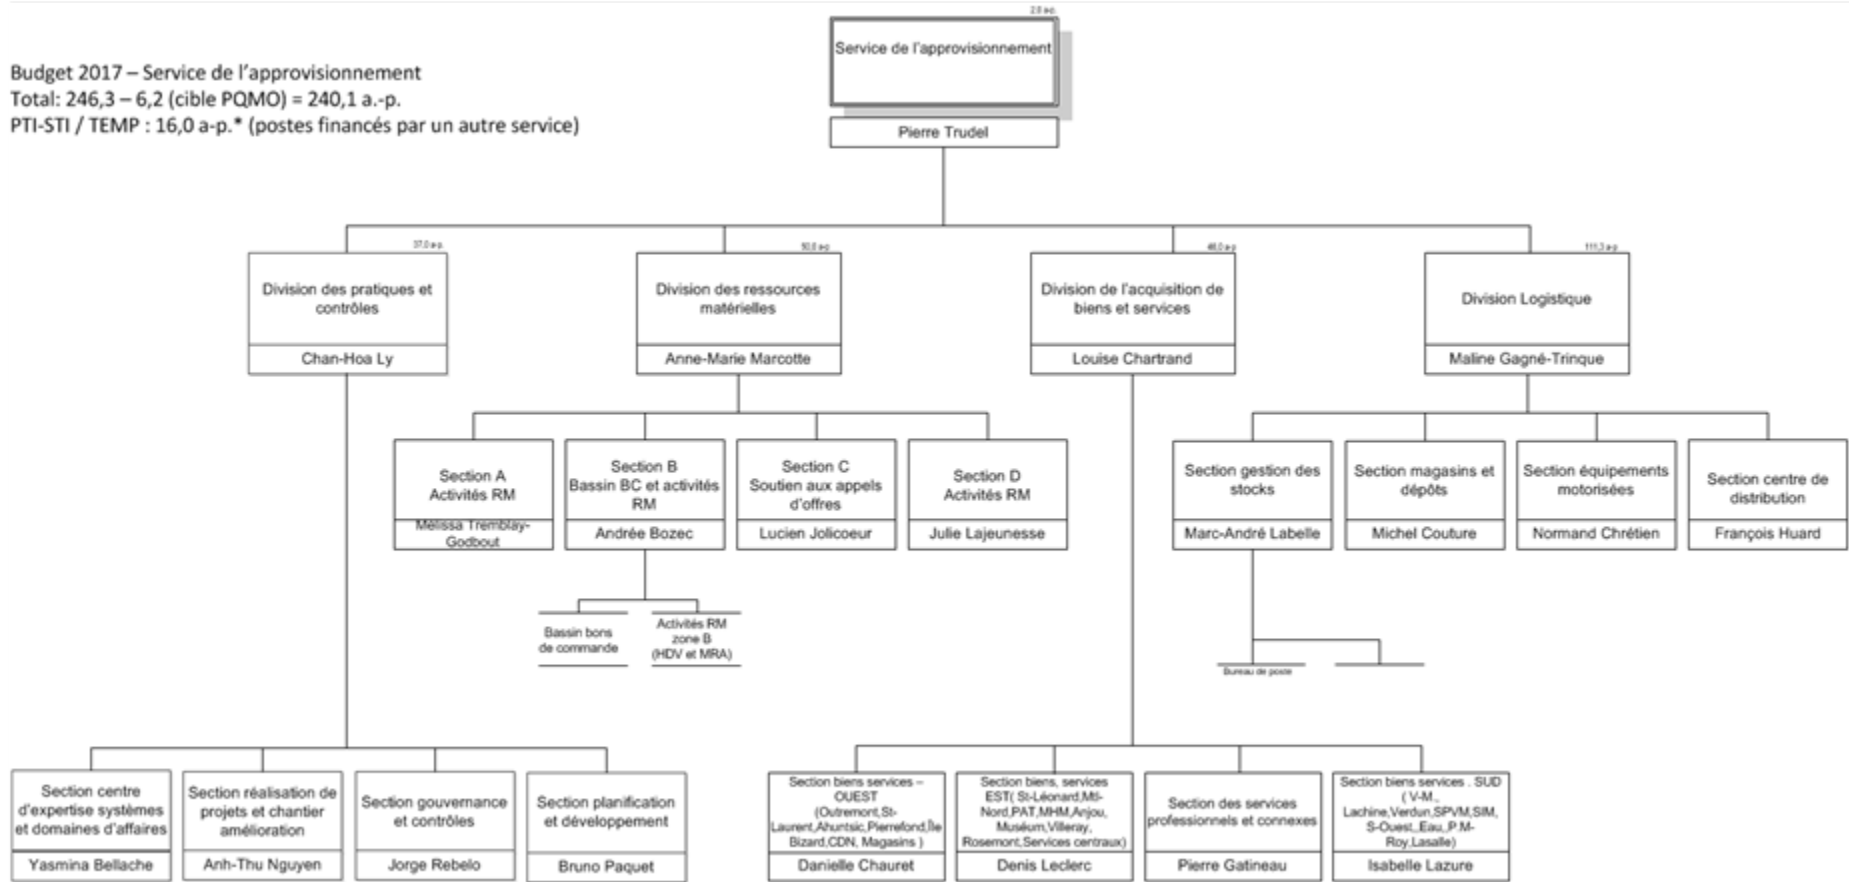 2,0 a-p.
Service de l'approvisionnement
Pierre Trudel
Budget 2017 – Service de l'approvisionnement
Total: 246,3 – 6,2 (cible PQMO) = 240,1 a.-p.
PTI-STI / TEMP : 16,0 a-p.* (postes financés par un autre service)
37,0 a-p.
Division des pratiques et
contrôles
Chan-Hoa Ly
50,0 a-p
Division des ressources
matérielles
Anne-Marie Marcotte
46,0 a-p
Division de l'acquisition de
biens et services
Louise Chartrand
111,3 a-p
Division Logistique
Maline Gagné-Trinque
Section A
Activités RM
Mélissa Tremblay-
Godbout
Section B
Bassin BC et activités
RM
Andrée Bozec
Section C
Soutien aux appels
d'offres
Lucien Jolicoeur
Section D
Activités RM
Julie Lajeunesse
Section gestion des
stocks
Marc-André Labelle
Section magasins et
dépôts
Michel Couture
Section équipements
motorisées
Normand Chrétien
Section centre de
distribution
François Huard
Bassin bons
de commande
Activités RM
zone B
(HDV et MRA)
Bureau de poste
Section centre
d'expertise systèmes
et domaines d'affaires
Yasmina Bellache
Section réalisation de
projets et chantier
amélioration
Anh-Thu Nguyen
Section gouvernance
et contrôles
Jorge Rebelo
Section planification
et développement
Bruno Paquet
Section biens services –
OUEST
(Outremont,St-
Laurent,Ahuntsic,Pierrefond,Île
Bizard,CDN, Magasins )
Danielle Chauret
Section biens, services
EST( St-Léonard,Mtl-
Nord,PAT,MHM,Anjou,
Muséum,Villeray,
Rosemont,Services centraux)
Denis Leclerc
Section des services
professionnels et connexes
Pierre Gatineau
Section biens services . SUD
( V-M.,
Lachine,Verdun,SPVM,SIM,
S-Ouest,,Eau,,P.M-
Roy,Lasalle)
Isabelle Lazure